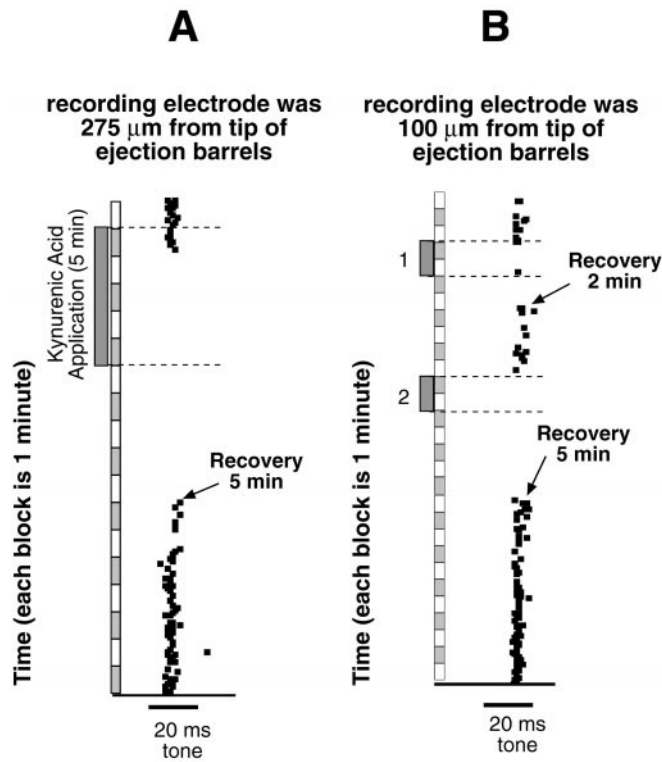 A
recording electrode was
275 μm from tip of
ejection barrels
Kynurenic Acid
Application (5 min)
Time (each block is 1 minute)
Recovery
5 min
20 ms
tone
B
recording electrode was
100 μm from tip of
ejection barrels
1
Recovery
2 min
2
Recovery
5 min
Time (each block is 1 minute)
20 ms
tone